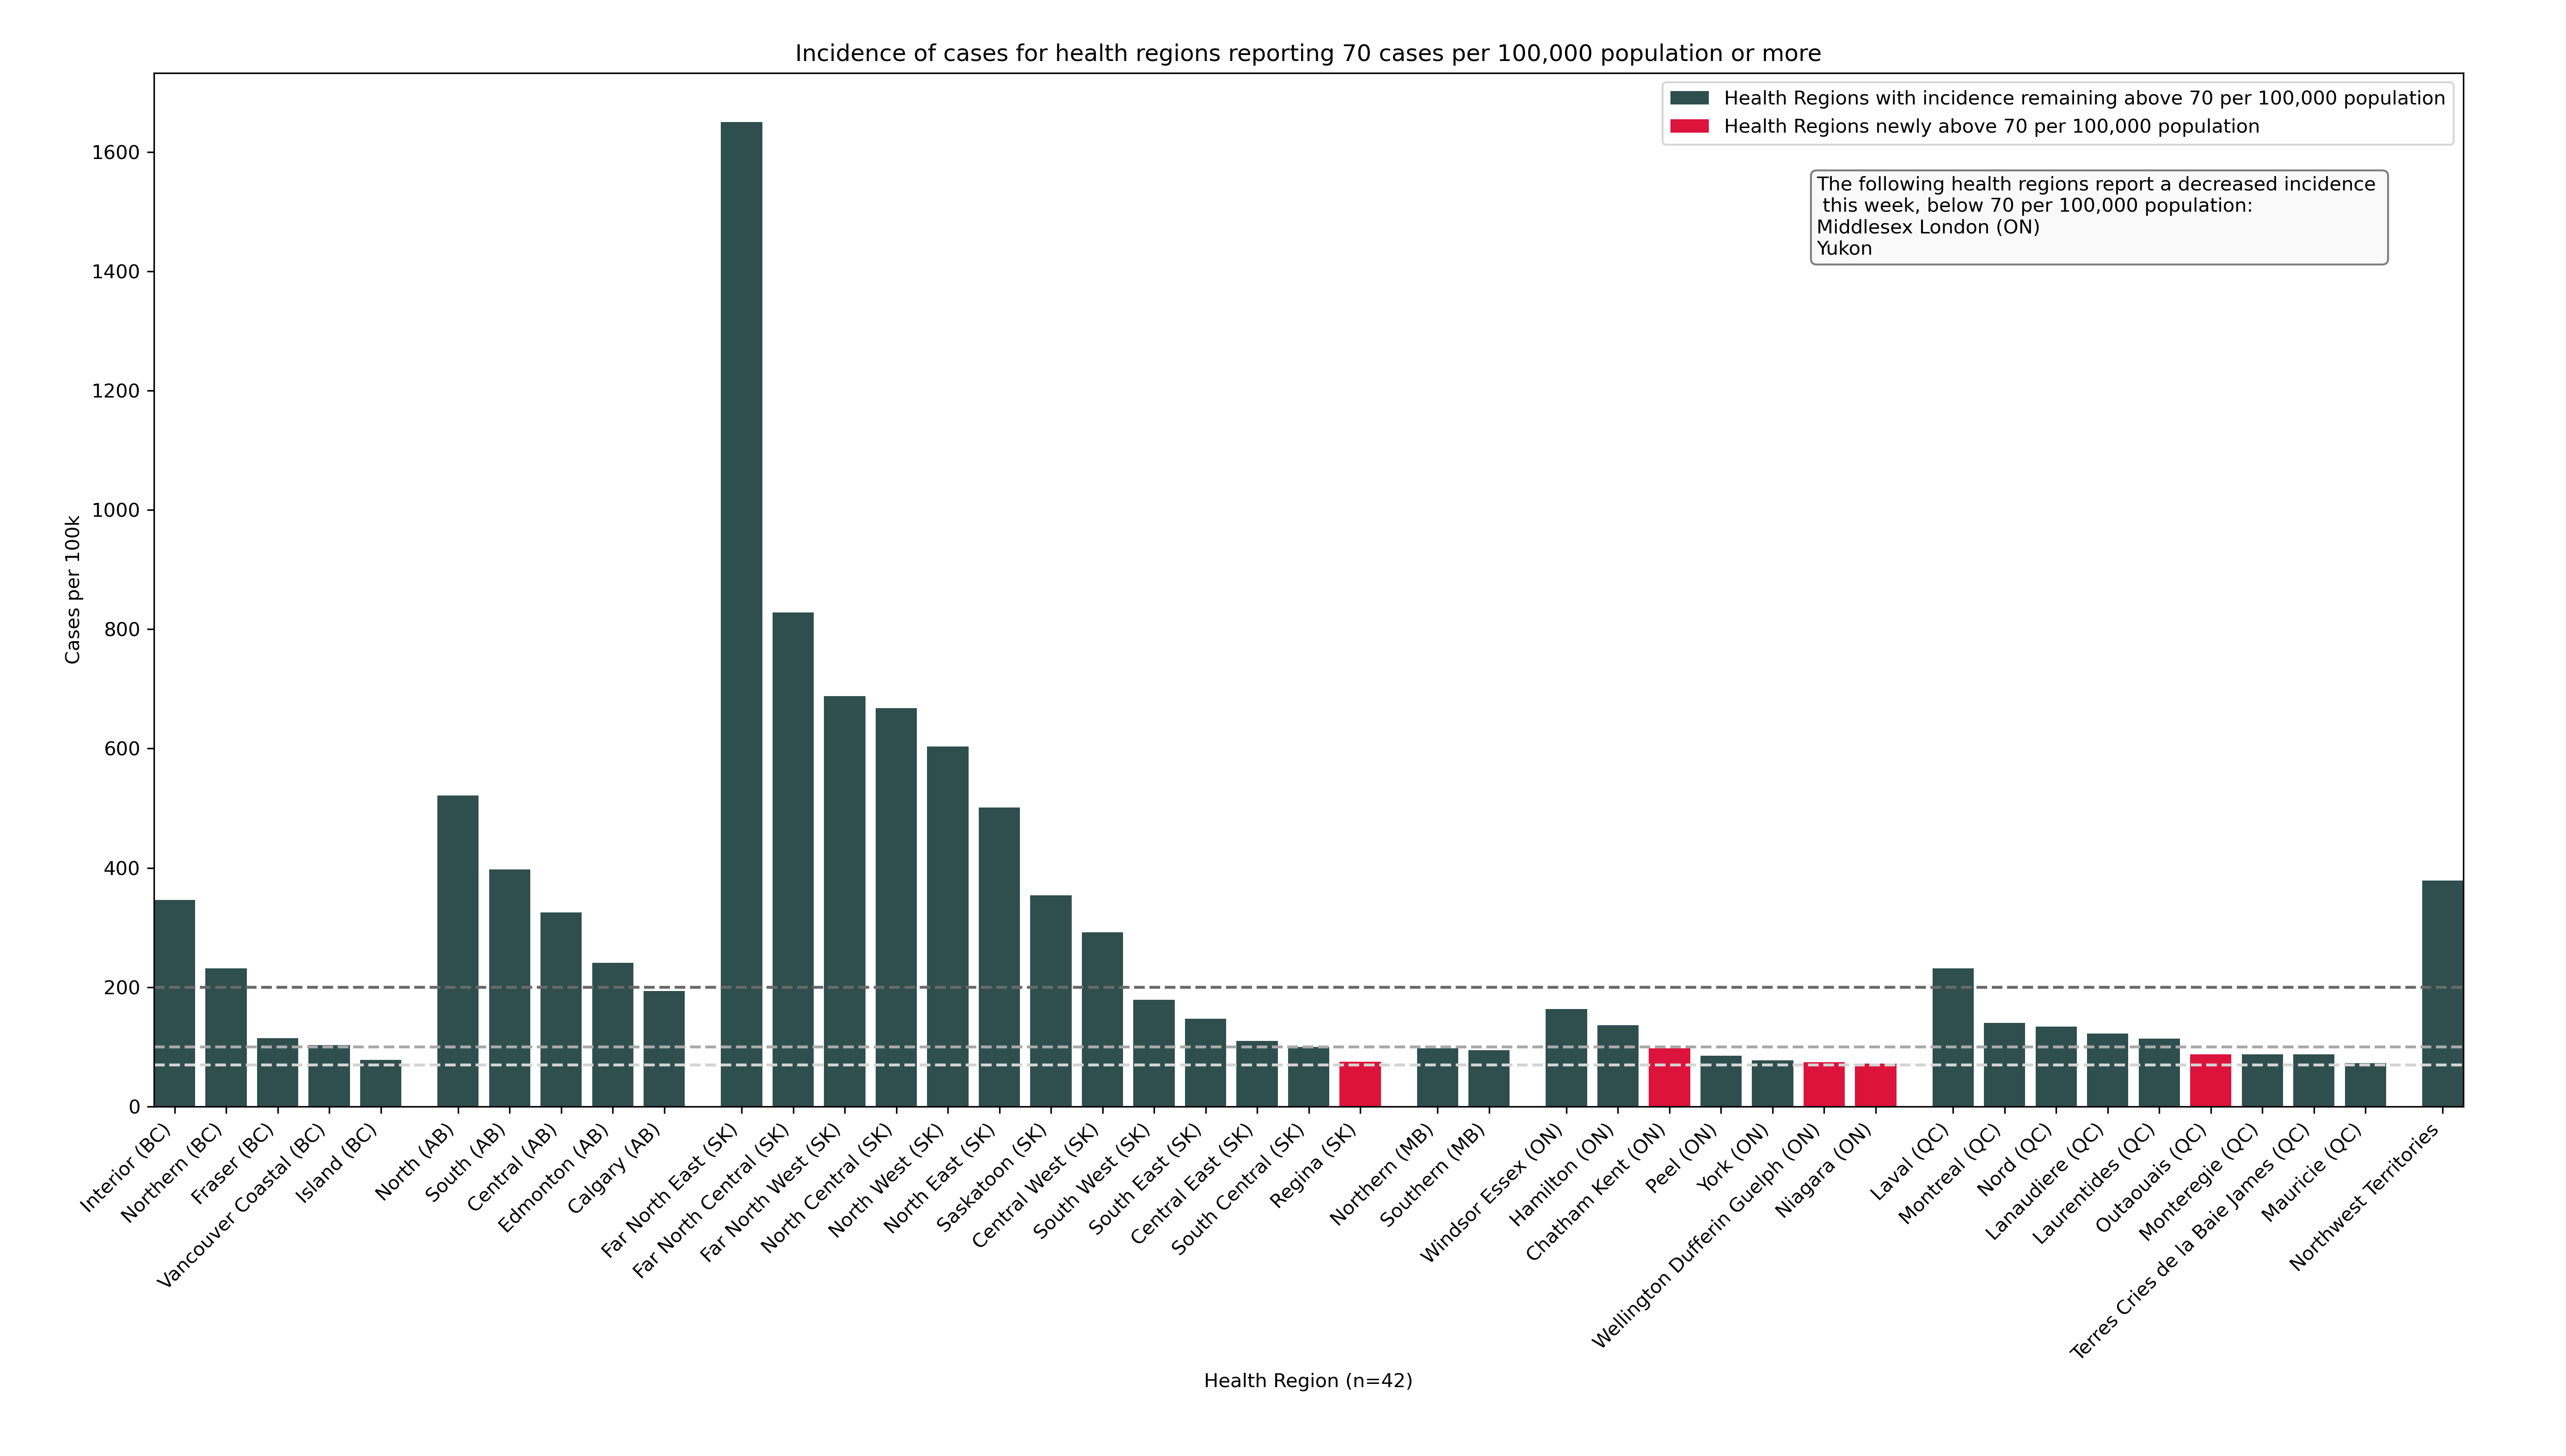 Incidence of cases for health regions reporting 70 cases per 100,000 population or more
Health Regions with incidence remaining above 70 per 100,000 population
Health Regions newly above 70 per 100,000 population
The following health regions report a decreased incidence
this week, below 70 per 100,000 population:
Middlesex London (ON)
Yukon
Cases per 100k
1600
1400
1200
1000
800
600
400
200
0
Interior (BC)
Northern (BC)
Fraser (BC)
Vancouver Coastal (BC)
Island (BC)
North (AB)
South (AB)
Central (AB)
Edmonton (AB)
Calgary (AB)
Far North East (SK)
Far North Central (SK)
Far North West (SK)
North Central (SK)
North West (SK)
North East (SK)
Saskatoon (SK)
Central West (SK)
South West (SK)
South East (SK)
Central East (SK)
South Central (SK)
Regina (SK)
Northern (MB)
Southern (MB)
Windsor Essex (ON)
Hamilton (ON)
Chatham Kent (ON)
Peel (ON)
York (ON)
Wellington Dufferin Guelph (ON)
Niagara (ON)
Laval (QC)
Montreal (QC)
Nord (QC)
Lanaudiere (QC)
Laurentides (QC)
Outaouais (QC)
Monteregie (QC)
Terres Cries de la Baie James (QC)
Mauricie (QC)
Northwest Territories
Health Region (n=42)